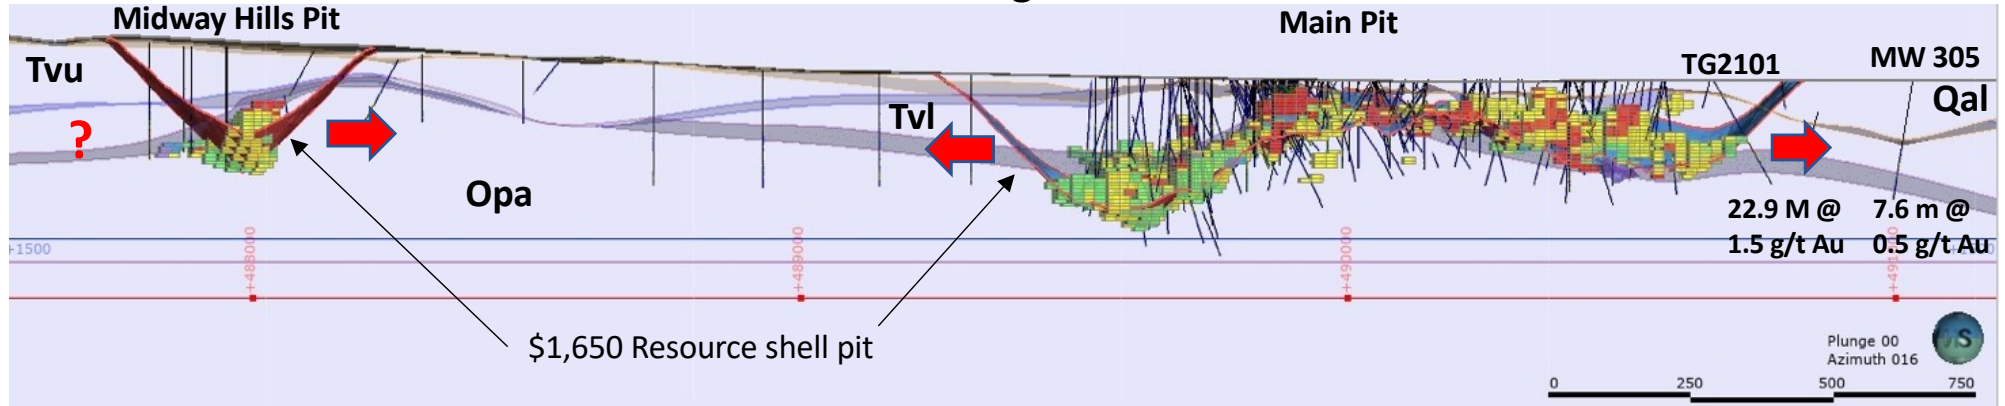 Midway Hills Pit
Main Pit
Tvu
TG2101
MW 305
Qal
Tvl
?
Opa
22.9 M @
1.5 g/t Au
7.6 m @
0.5 g/t Au
+1500
+488000
+489000
+490000
$1,650 Resource shell pit
S
Plunge 00
Azimuth 016
0
250
500
750